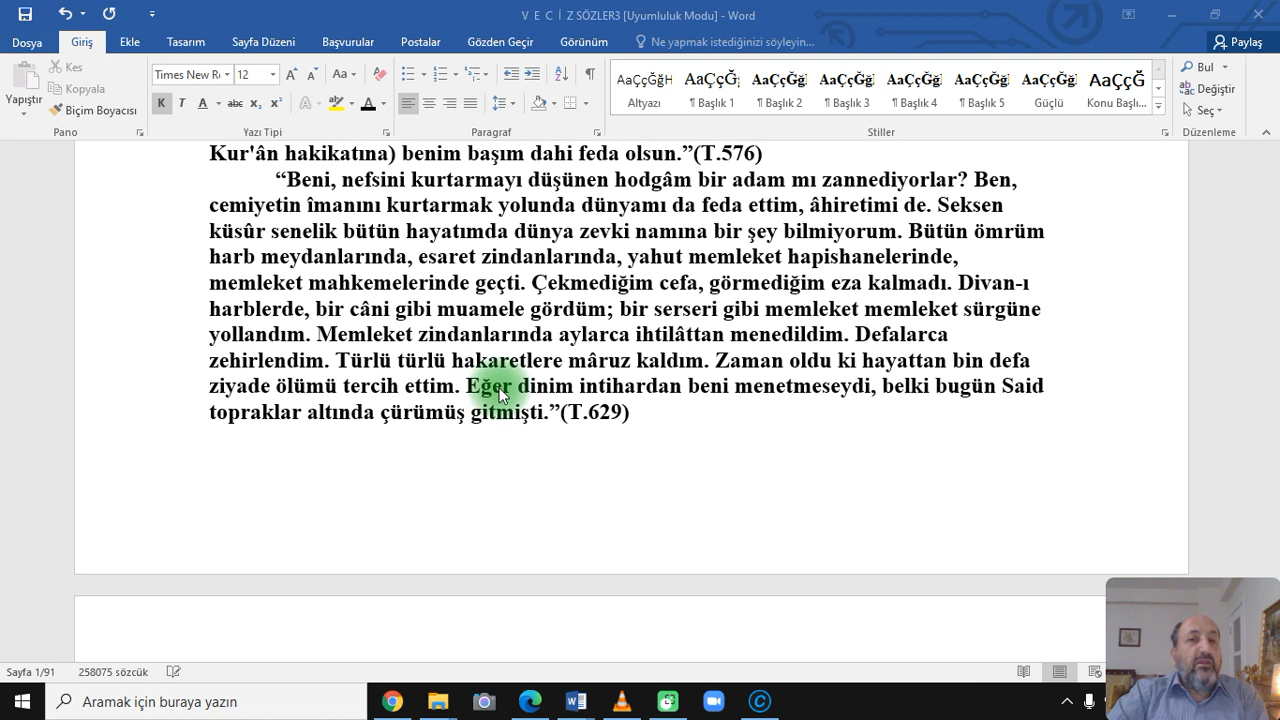 V E C İ Z SÖZLER3 [Uyumluluk Modu] - Word
Dosya Giriş Ekle Tasarım Sayfa Düzeni Başvurular Postalar Gözden Geçir Görünüm Ne yapmak istediğinizi söyleyin... Paylaş
Yapıştır
Kes
Kopyala
Biçim Boyacısı
Pano
Times New Ro 12
Aa
K T A abc x₂ x² A ab A
Yazı Tipi
Paragraf
AaÇçĞğH AaÇçĞį AaÇçĞğ AaÇçĞğ AaÇçĞğ AaÇçĞğ AaÇçĞğ AaÇçĞ
Altyazı ¶ Başlık 1 ¶ Başlık 2 ¶ Başlık 3 ¶ Başlık 4 ¶ Başlık 5 Güçlü Konu Başlı...
Stiller
Bul
Değiştir
Seç
Düzenleme
Kur'ân hakikatına) benim başım dahi feda olsun.”(T.576)
“Beni, nefsini kurtarmayı düşünen hodgâm bir adam mı zannediyorlar? Ben,
cemiyetin îmanını kurtarmak yolunda dünyamı da feda ettim, âhiretimi de. Seksen
küsûr senelik bütün hayatımda dünya zevki namına bir şey bilmiyorum. Bütün ömrüm
harb meydanlarında, esaret zindanlarında, yahut memleket hapishanelerinde,
memleket mahkemelerinde geçti. Çekmediğim cefa, görmediğim eza kalmadı. Divan-ı
harblerde, bir câni gibi muamele gördüm; bir serseri gibi memleket memleket sürgüne
yollandım. Memleket zindanlarında aylarca ihtilâttan menedildim. Defalarca
zehirlendim. Türlü türlü hakaretlere mâruz kaldım. Zaman oldu ki hayattan bin defa
ziyade ölümü tercih ettim. Eğer dinim intihardan beni menetmeseydi, belki bugün Said
topraklar altında çürümüş gitmişti.”(T.629)
Sayfa 1/91 258075 sözcük
Aramak için buraya yazın